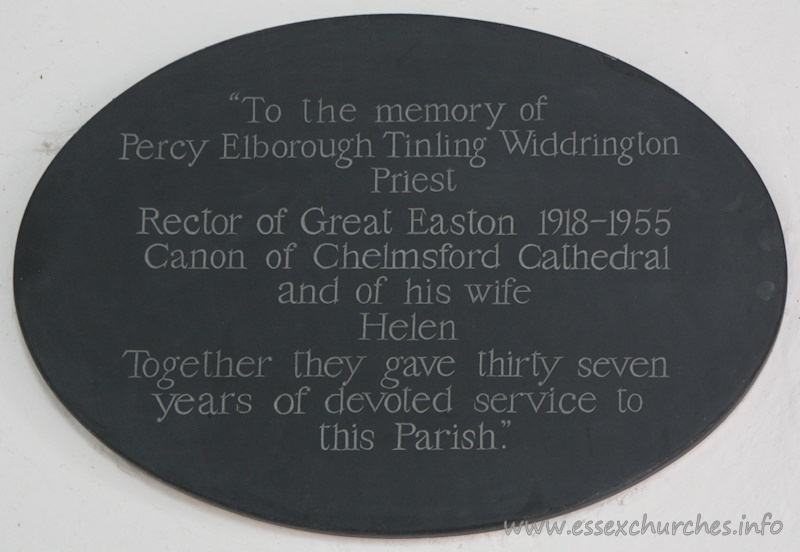 “To the memory of
Percy Elborough Tinling Widdrington
Priest
Rector of Great Easton 1918–1955
Canon of Chelmsford Cathedral
and of his wife
Helen
Together they gave thirty seven
years of devoted service to
this Parish.”
www.essexchurches.info